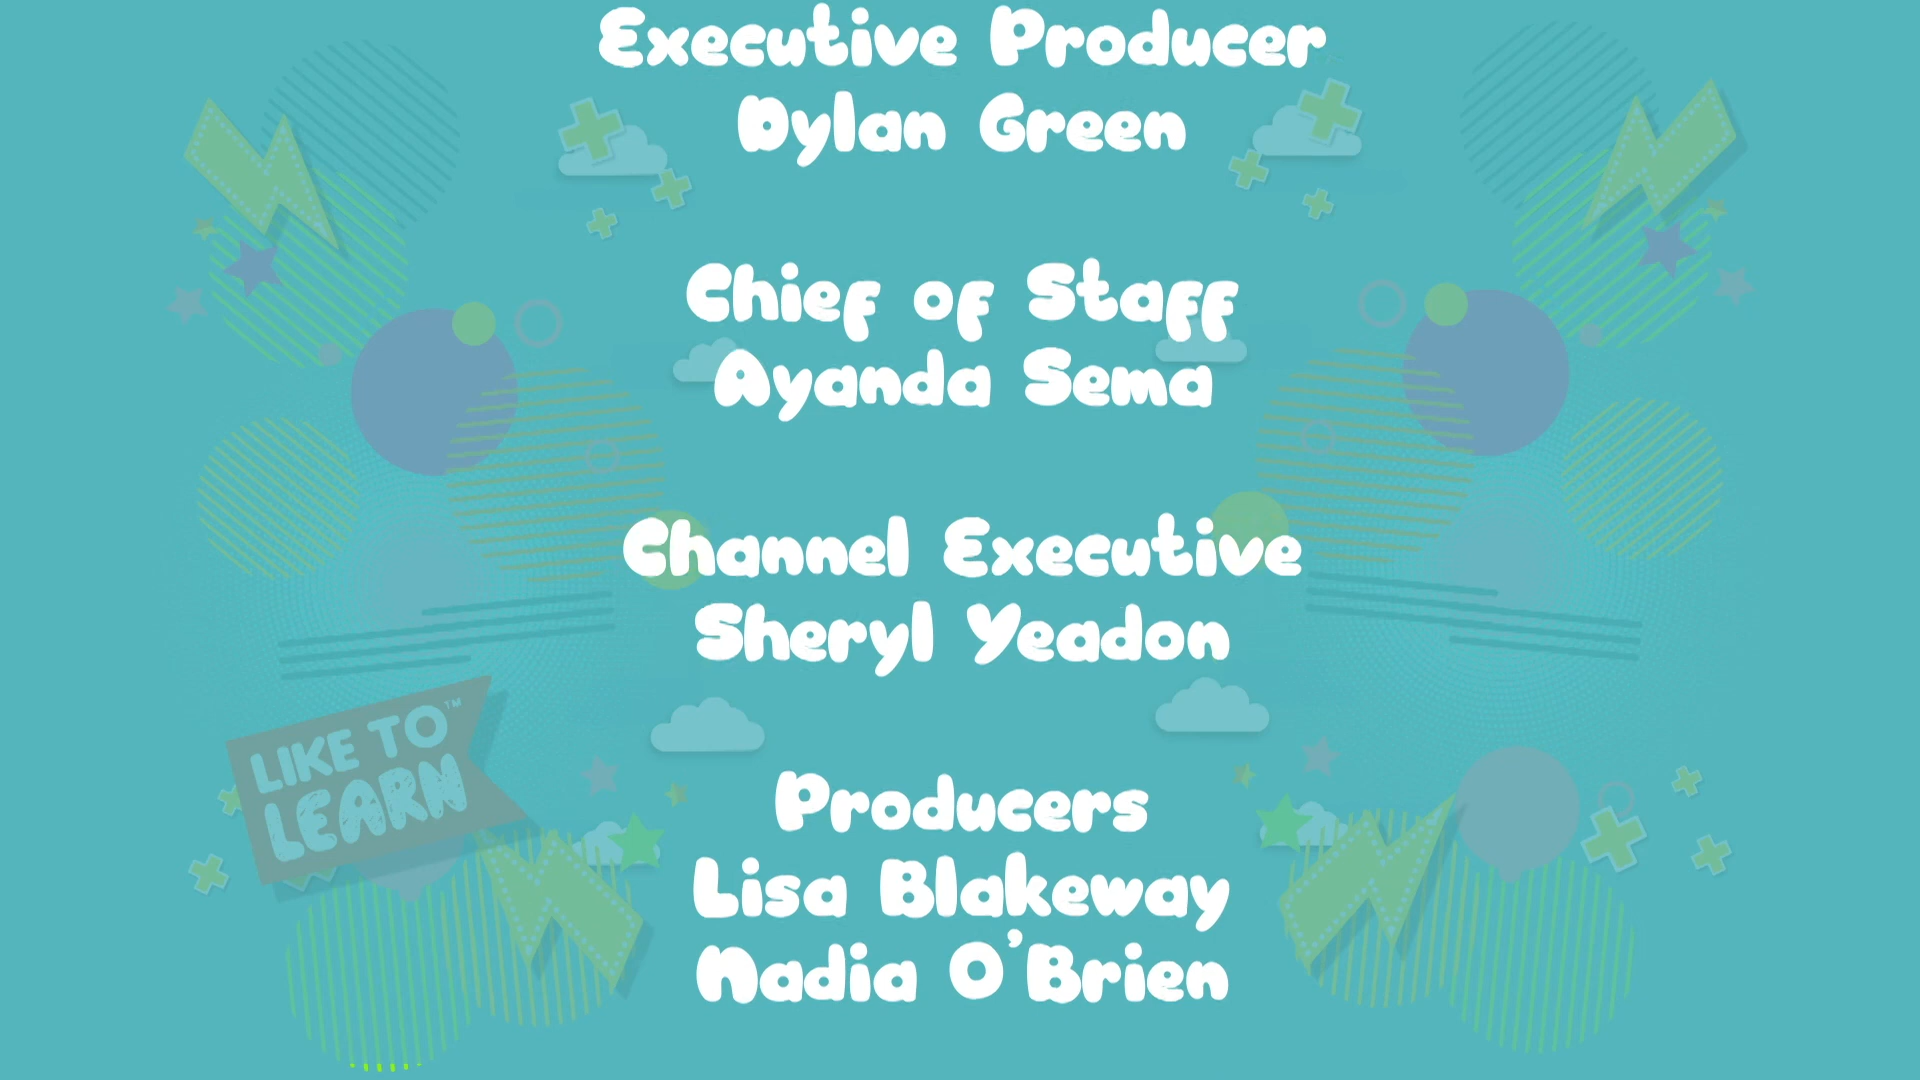 Executive Producer
Dylan Green
Chief of Staff
Ayanda Sema
Channel Executive
Sheryl Yeadon
LIKE TO™
LEARN
Producers
Lisa Blakeway
Nadia O'Brien